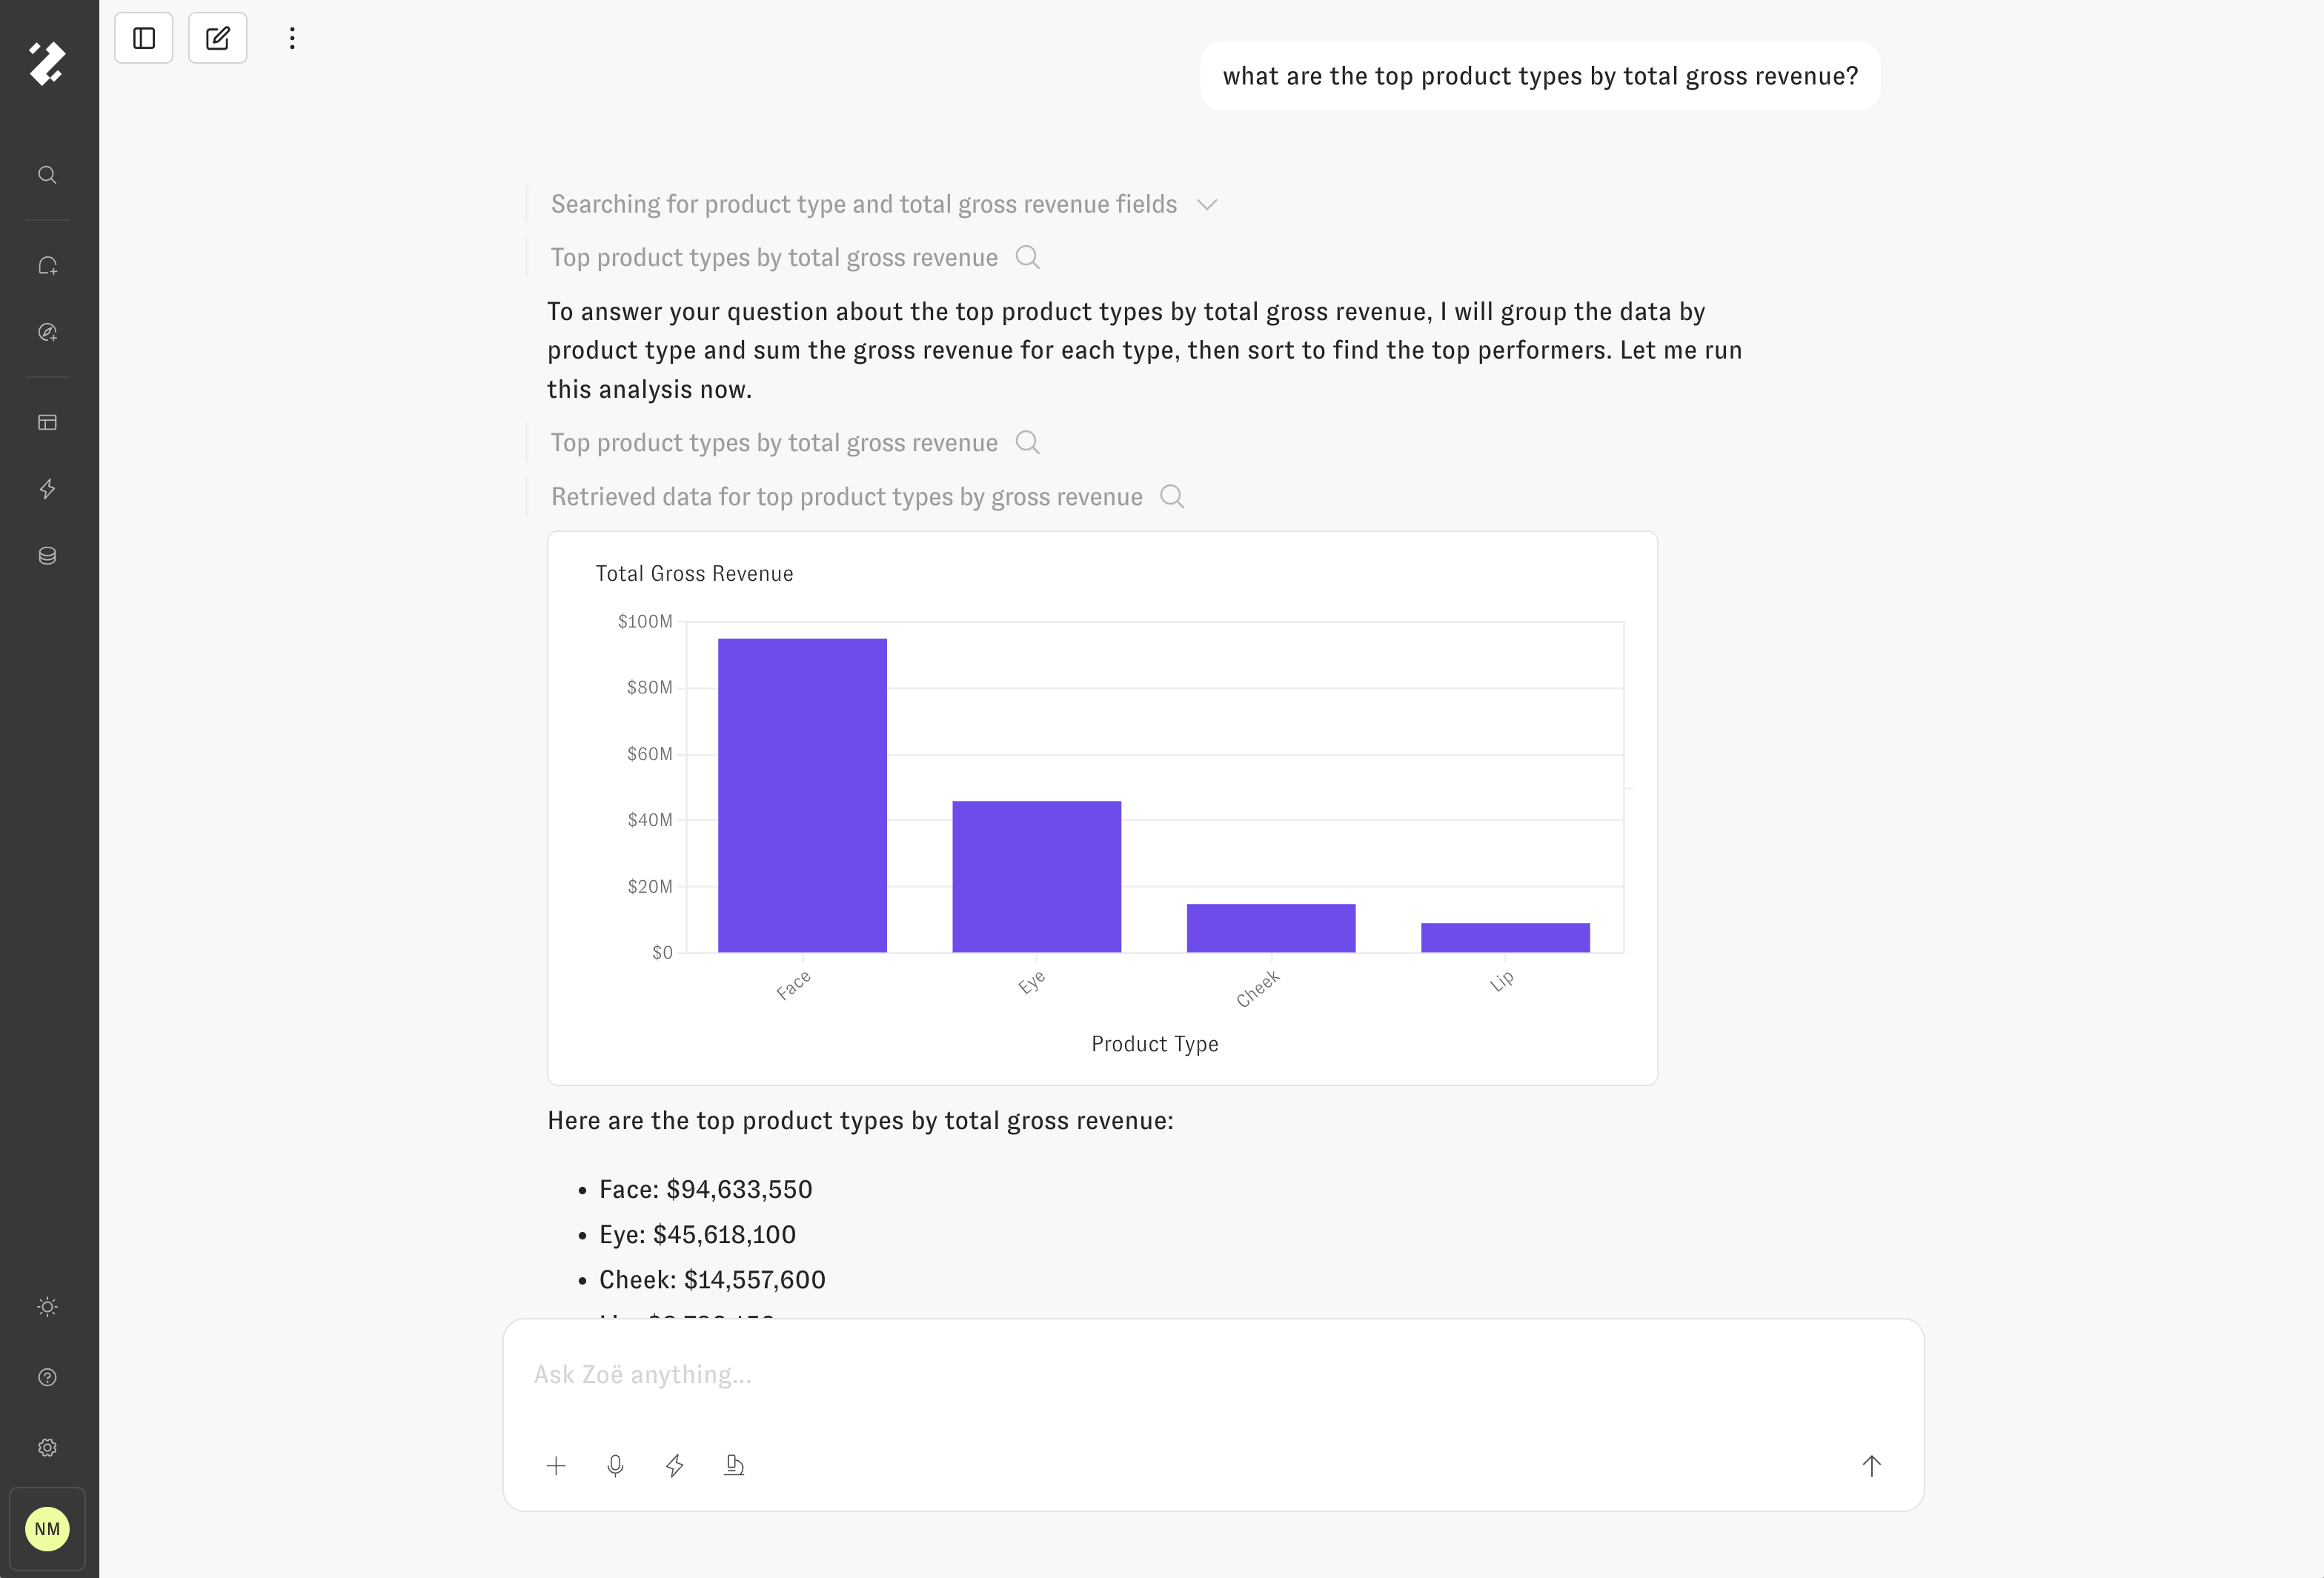 what are the top product types by total gross revenue?
Searching for product type and total gross revenue fields
Top product types by total gross revenue
To answer your question about the top product types by total gross revenue, I will group the data by
product type and sum the gross revenue for each type, then sort to find the top performers. Let me run
this analysis now.
Top product types by total gross revenue
Retrieved data for top product types by gross revenue
Total Gross Revenue
$100M
$80M
$60M
$40M
$20M
$0
Face
Eye
Cheek
Lip
Product Type
Here are the top product types by total gross revenue:
• Face: $94,633,550
• Eye: $45,618,100
• Cheek: $14,557,600
Ask Zoë anything...
NM